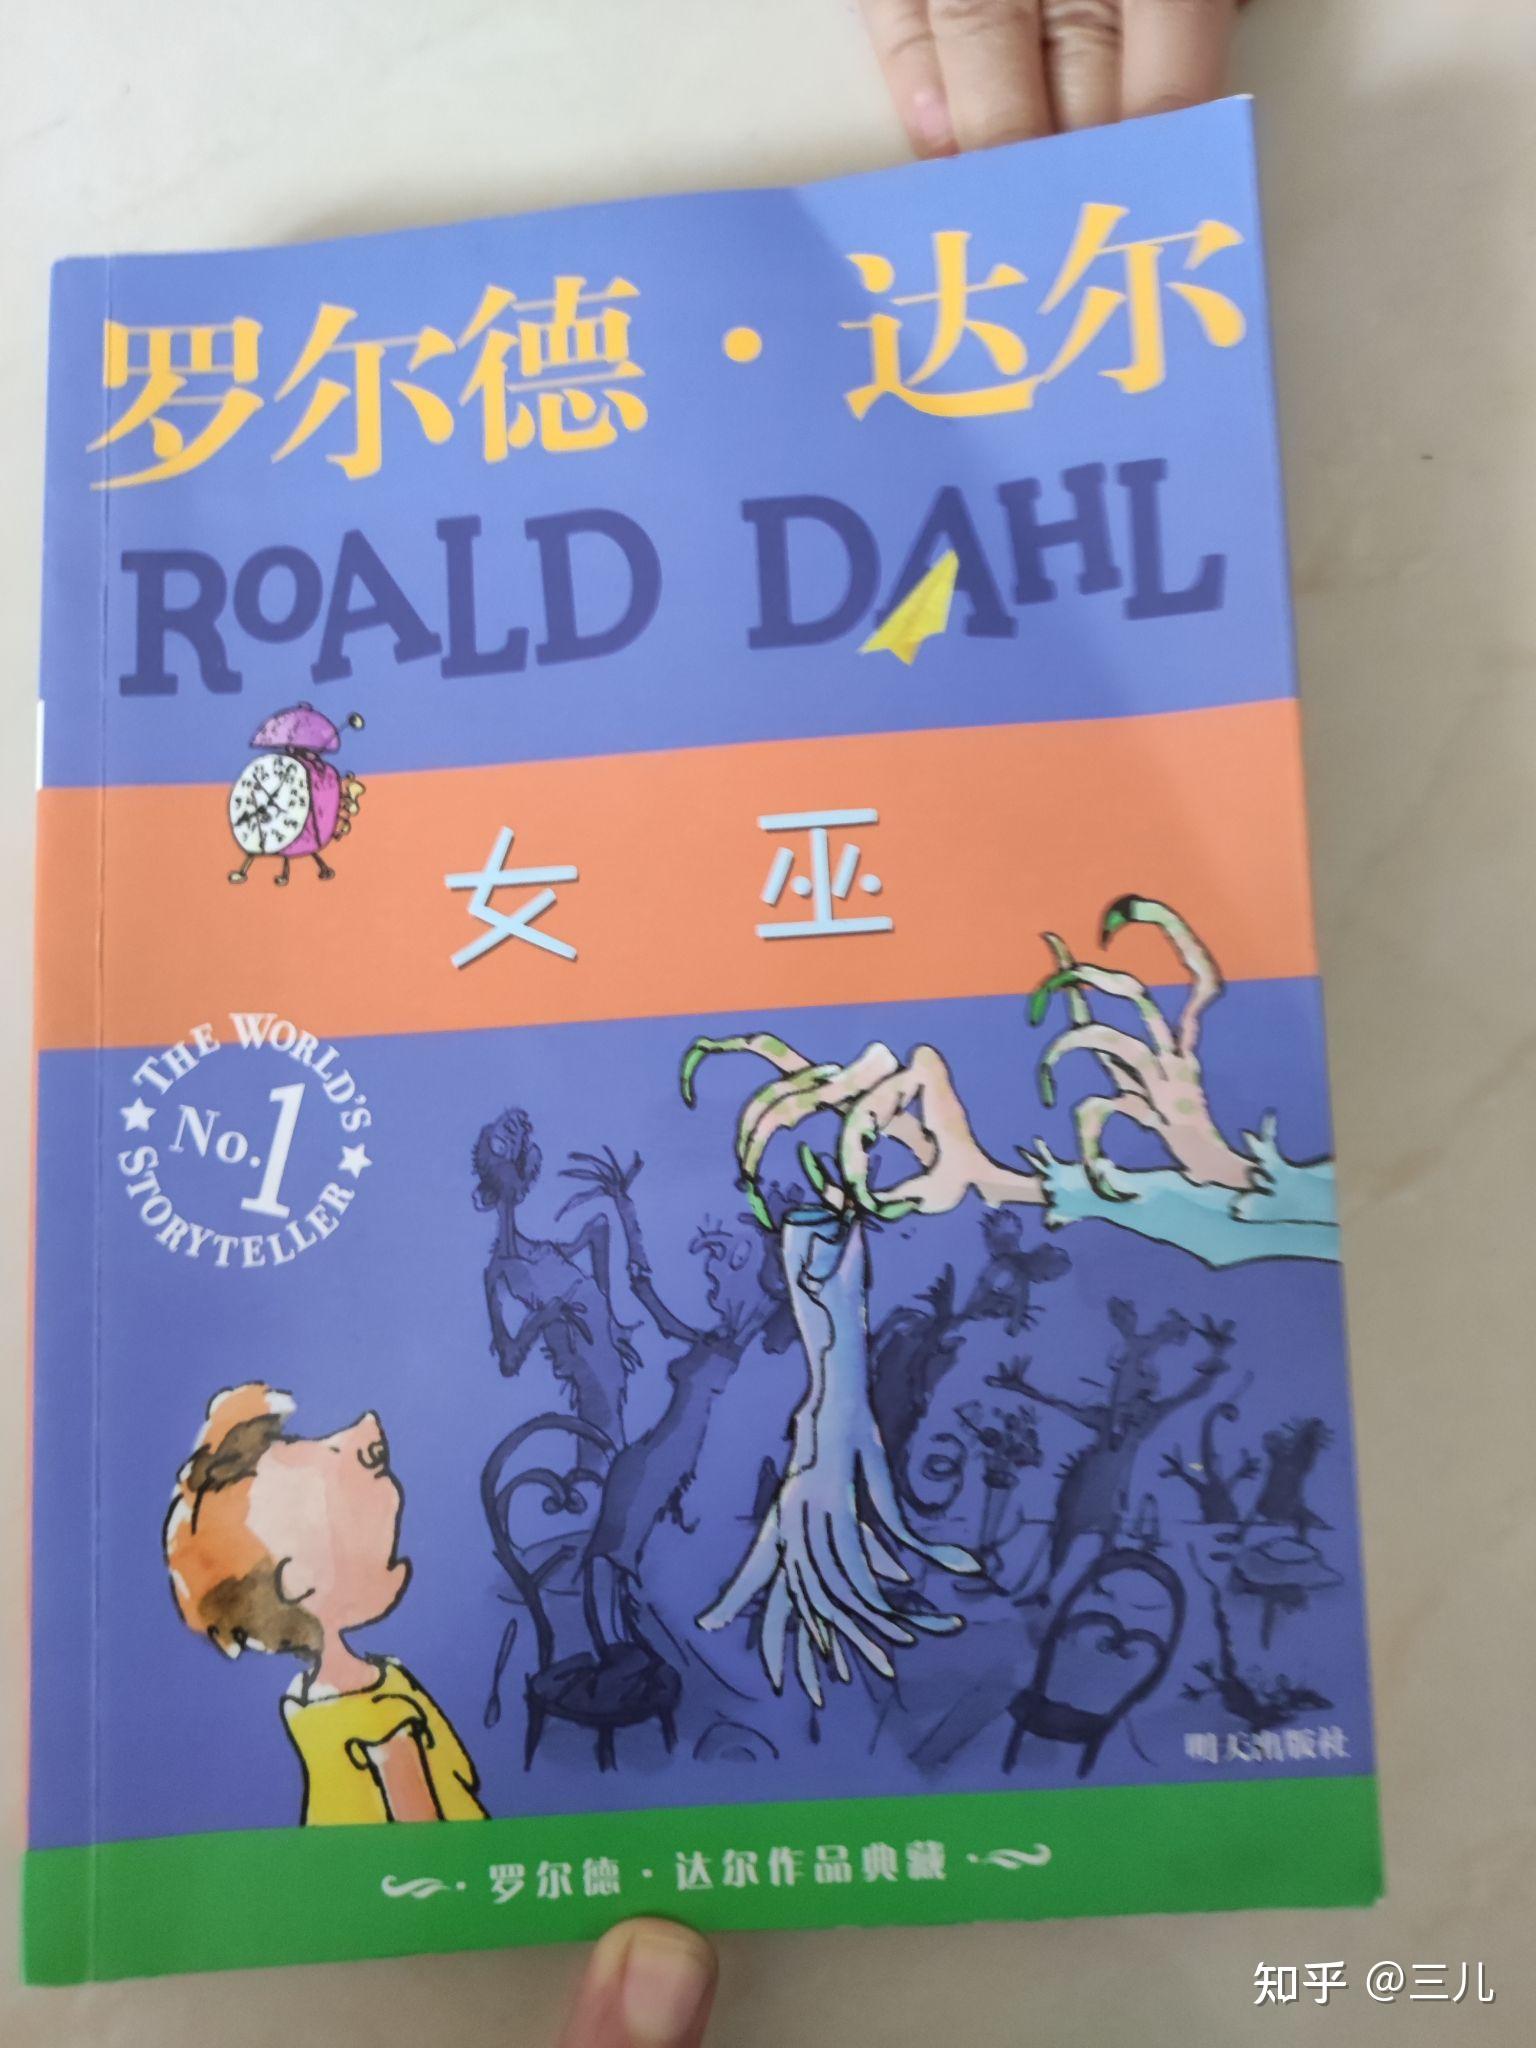 罗尔德·达尔
ROALD DAHL
女巫
THE WORLD'S
No.1
STORYTELLER
明天出版社
·罗尔德·达尔作品典藏·
知乎 @三儿